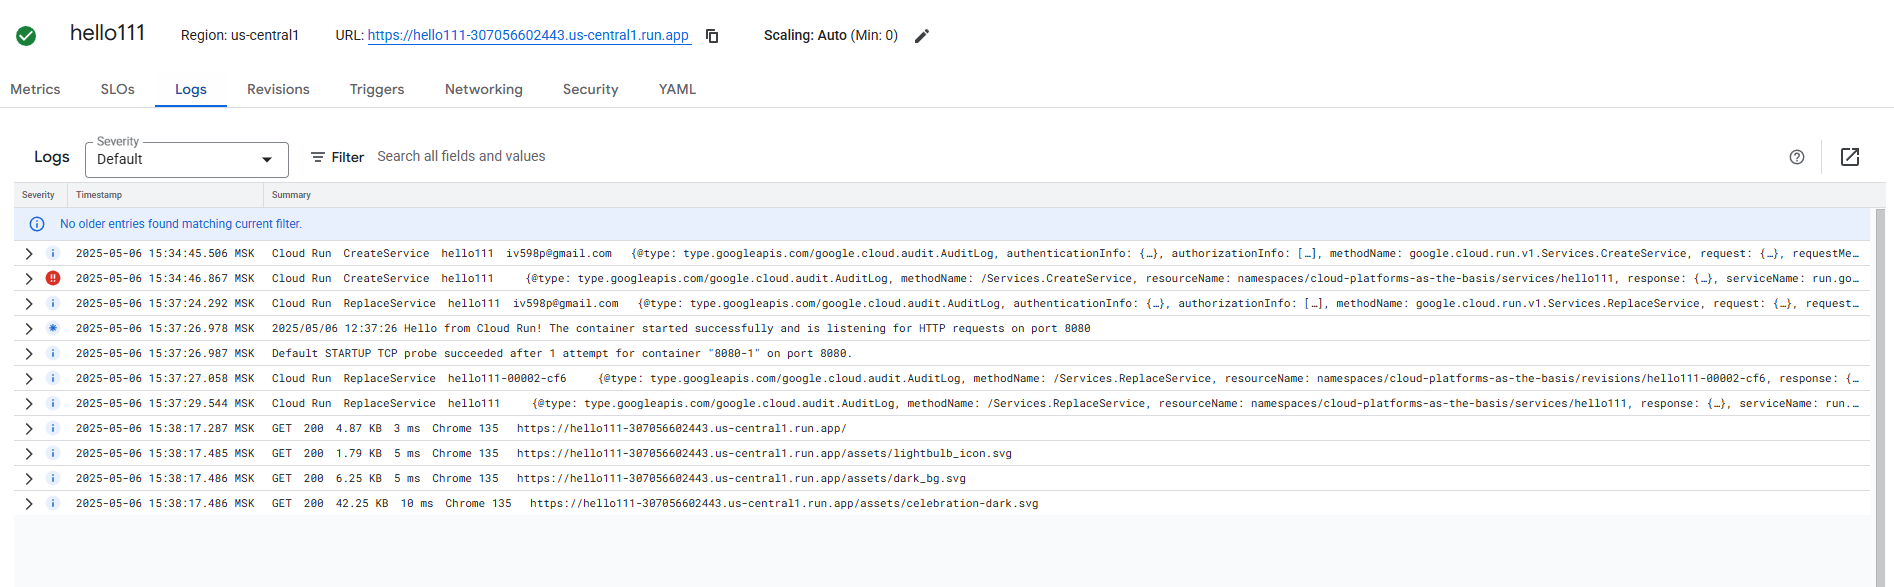 hello111 Region: us-central1 URL: https://hello111-307056602443.us-central1.run.app Scaling: Auto (Min: 0)
Metrics SLOs Logs Revisions Triggers Networking Security YAML
Severity
Logs Default Filter Search all fields and values
Severity Timestamp Summary
No older entries found matching current filter.
2025-05-06 15:34:45.506 MSK Cloud Run CreateService hello111 iv598p@gmail.com {@type: type.googleapis.com/google.cloud.audit.AuditLog, authenticationInfo: {…}, authorizationInfo: […], methodName: google.cloud.run.v1.Services.CreateService, request: {…}, requestMe…
2025-05-06 15:34:46.867 MSK Cloud Run CreateService hello111 {@type: type.googleapis.com/google.cloud.audit.AuditLog, methodName: /Services.CreateService, resourceName: namespaces/cloud-platforms-as-the-basis/services/hello111, response: {…}, serviceName: run.go…
2025-05-06 15:37:24.292 MSK Cloud Run ReplaceService hello111 iv598p@gmail.com {@type: type.googleapis.com/google.cloud.audit.AuditLog, authenticationInfo: {…}, authorizationInfo: […], methodName: google.cloud.run.v1.Services.ReplaceService, request: {…}, request…
2025-05-06 15:37:26.978 MSK 2025/05/06 12:37:26 Hello from Cloud Run! The container started successfully and is listening for HTTP requests on port 8080
2025-05-06 15:37:26.987 MSK Default STARTUP TCP probe succeeded after 1 attempt for container "8080-1" on port 8080.
2025-05-06 15:37:27.058 MSK Cloud Run ReplaceService hello111-00002-cf6 {@type: type.googleapis.com/google.cloud.audit.AuditLog, methodName: /Services.ReplaceService, resourceName: namespaces/cloud-platforms-as-the-basis/revisions/hello111-00002-cf6, response: {…
2025-05-06 15:37:29.544 MSK Cloud Run ReplaceService hello111 {@type: type.googleapis.com/google.cloud.audit.AuditLog, methodName: /Services.ReplaceService, resourceName: namespaces/cloud-platforms-as-the-basis/services/hello111, response: {…}, serviceName: run.…
2025-05-06 15:38:17.287 MSK GET 200 4.87 KB 3 ms Chrome 135 https://hello111-307056602443.us-central1.run.app/
2025-05-06 15:38:17.485 MSK GET 200 1.79 KB 5 ms Chrome 135 https://hello111-307056602443.us-central1.run.app/assets/lightbulb_icon.svg
2025-05-06 15:38:17.486 MSK GET 200 6.25 KB 5 ms Chrome 135 https://hello111-307056602443.us-central1.run.app/assets/dark_bg.svg
2025-05-06 15:38:17.486 MSK GET 200 42.25 KB 10 ms Chrome 135 https://hello111-307056602443.us-central1.run.app/assets/celebration-dark.svg